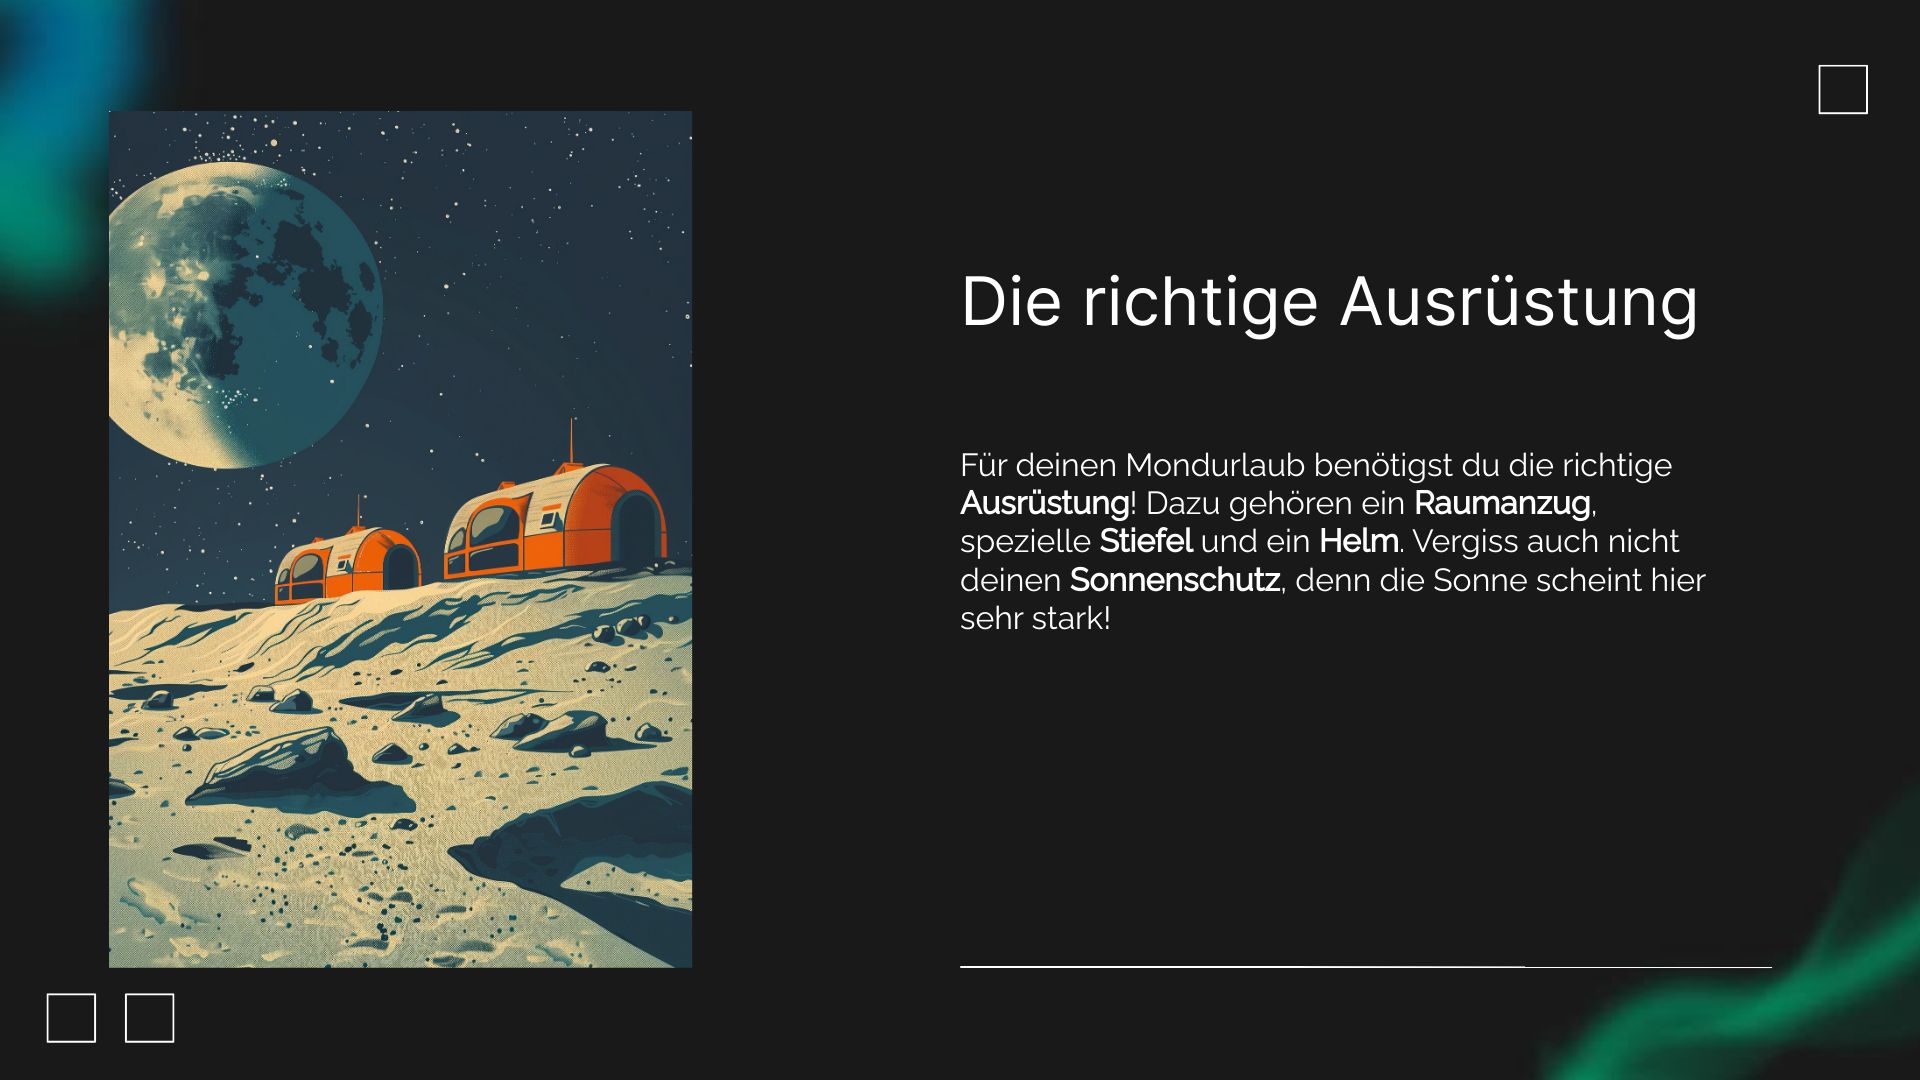 Die richtige Ausrüstung
Für deinen Mondurlaub benötigst du die richtige
Ausrüstung! Dazu gehören ein Raumanzug,
spezielle Stiefel und ein Helm. Vergiss auch nicht
deinen Sonnenschutz, denn die Sonne scheint hier
sehr stark!